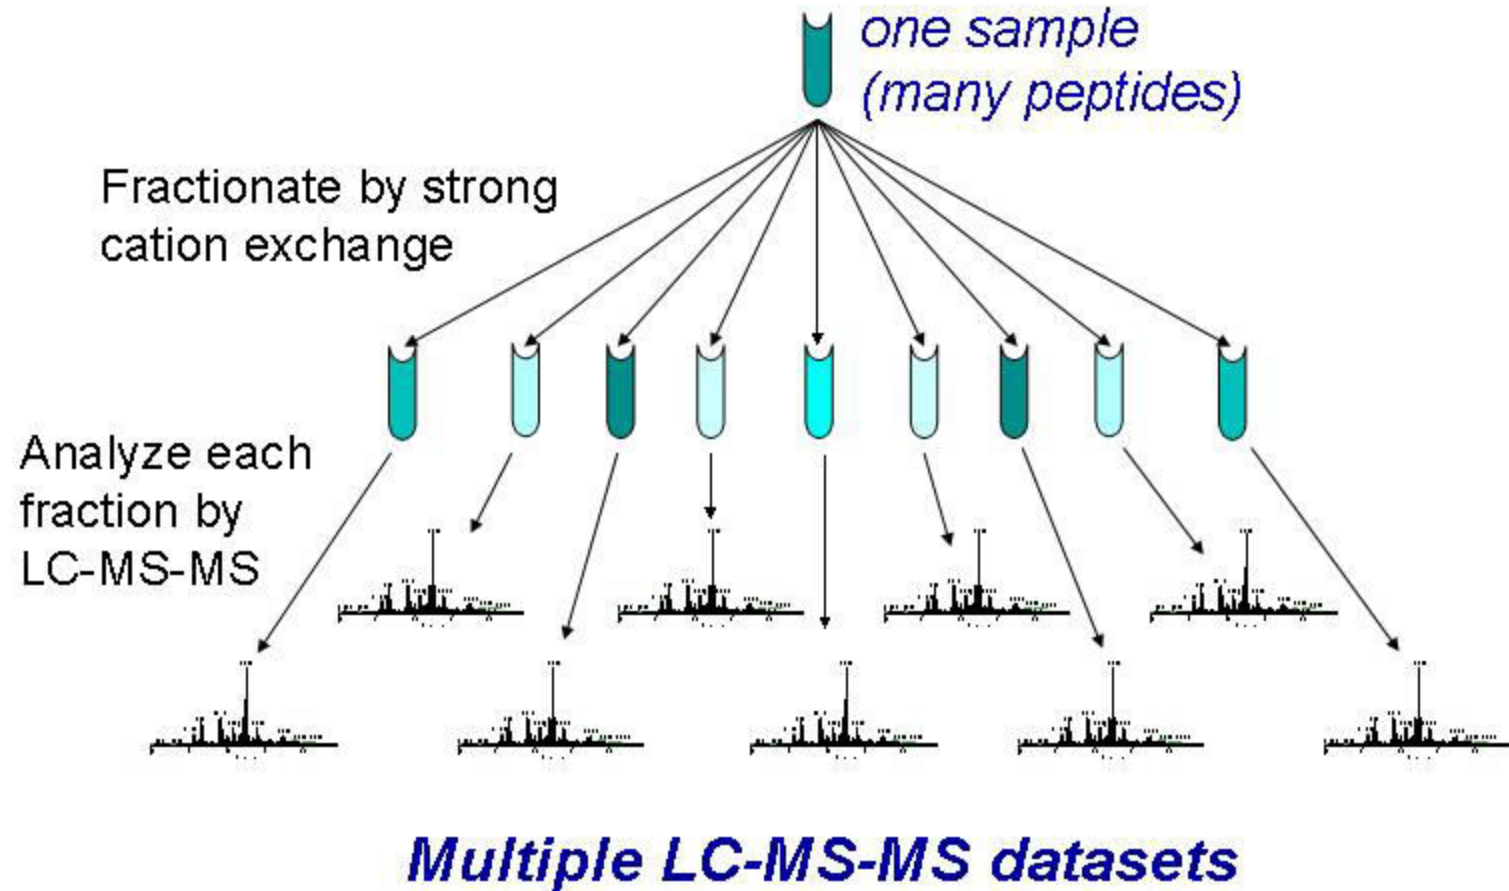 one sample
(many peptides)
Fractionate by strong
cation exchange
Analyze each
fraction by
LC-MS-MS
Multiple LC-MS-MS datasets